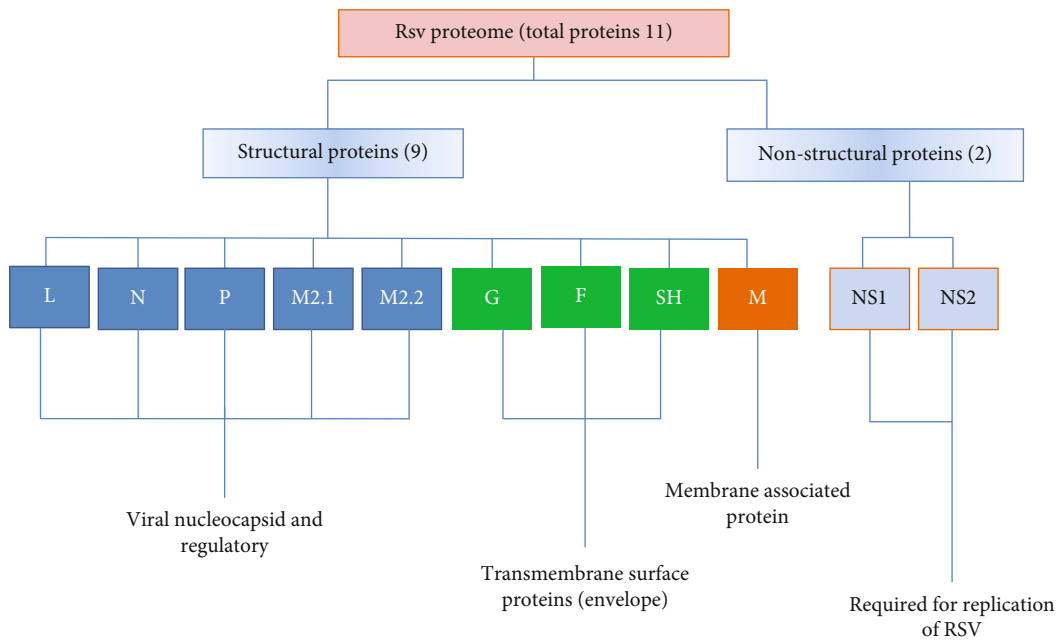 Rsv proteome (total proteins 11)
Structural proteins (9)
Non-structural proteins (2)
L
N
P
M2.1
M2.2
G
F
SH
M
NS1
NS2
Viral nucleocapsid and
regulatory
Transmembrane surface
proteins (envelope)
Membrane associated
protein
Required for replication
of RSV